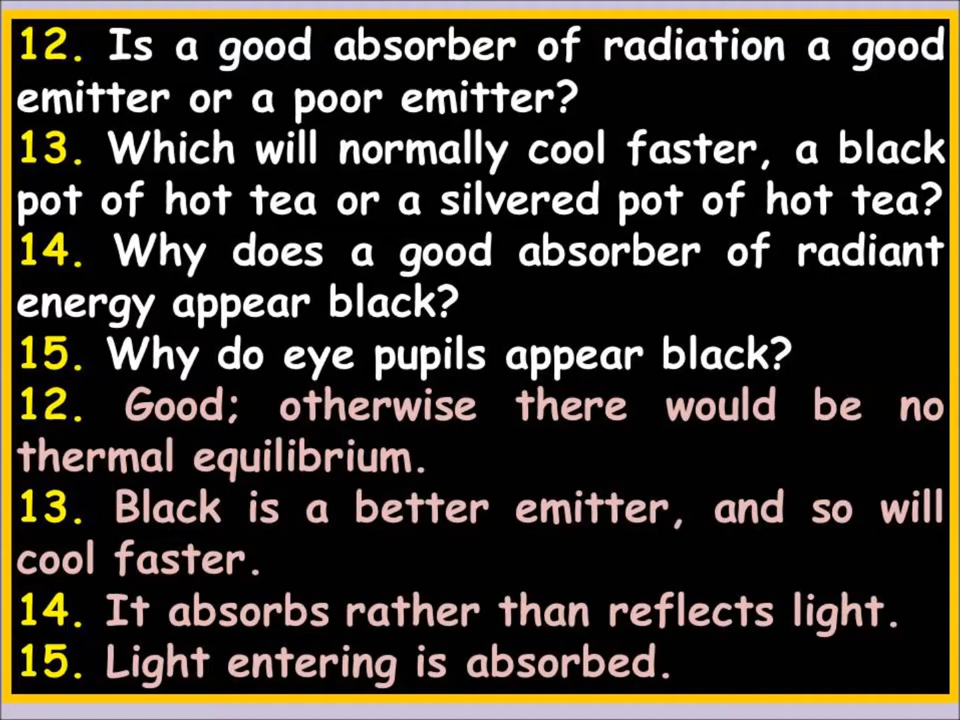 12. Is a good absorber of radiation a good
emitter or a poor emitter?
13. Which will normally cool faster, a black
pot of hot tea or a silvered pot of hot tea?
14. Why does a good absorber of radiant
energy appear black?
15. Why do eye pupils appear black?
12. Good; otherwise there would be no
thermal equilibrium.
13. Black is a better emitter, and so will
cool faster.
14. It absorbs rather than reflects light.
15. Light entering is absorbed.